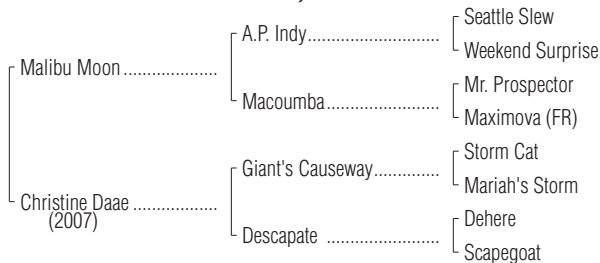 Seattle Slew
A.P. Indy
Weekend Surprise
Malibu Moon
Mr. Prospector
Macoumba
Maximova (FR)
Storm Cat
Giant's Causeway
Mariah's Storm
Christine Daae
(2007)
Dehere
Descapate
Scapegoat